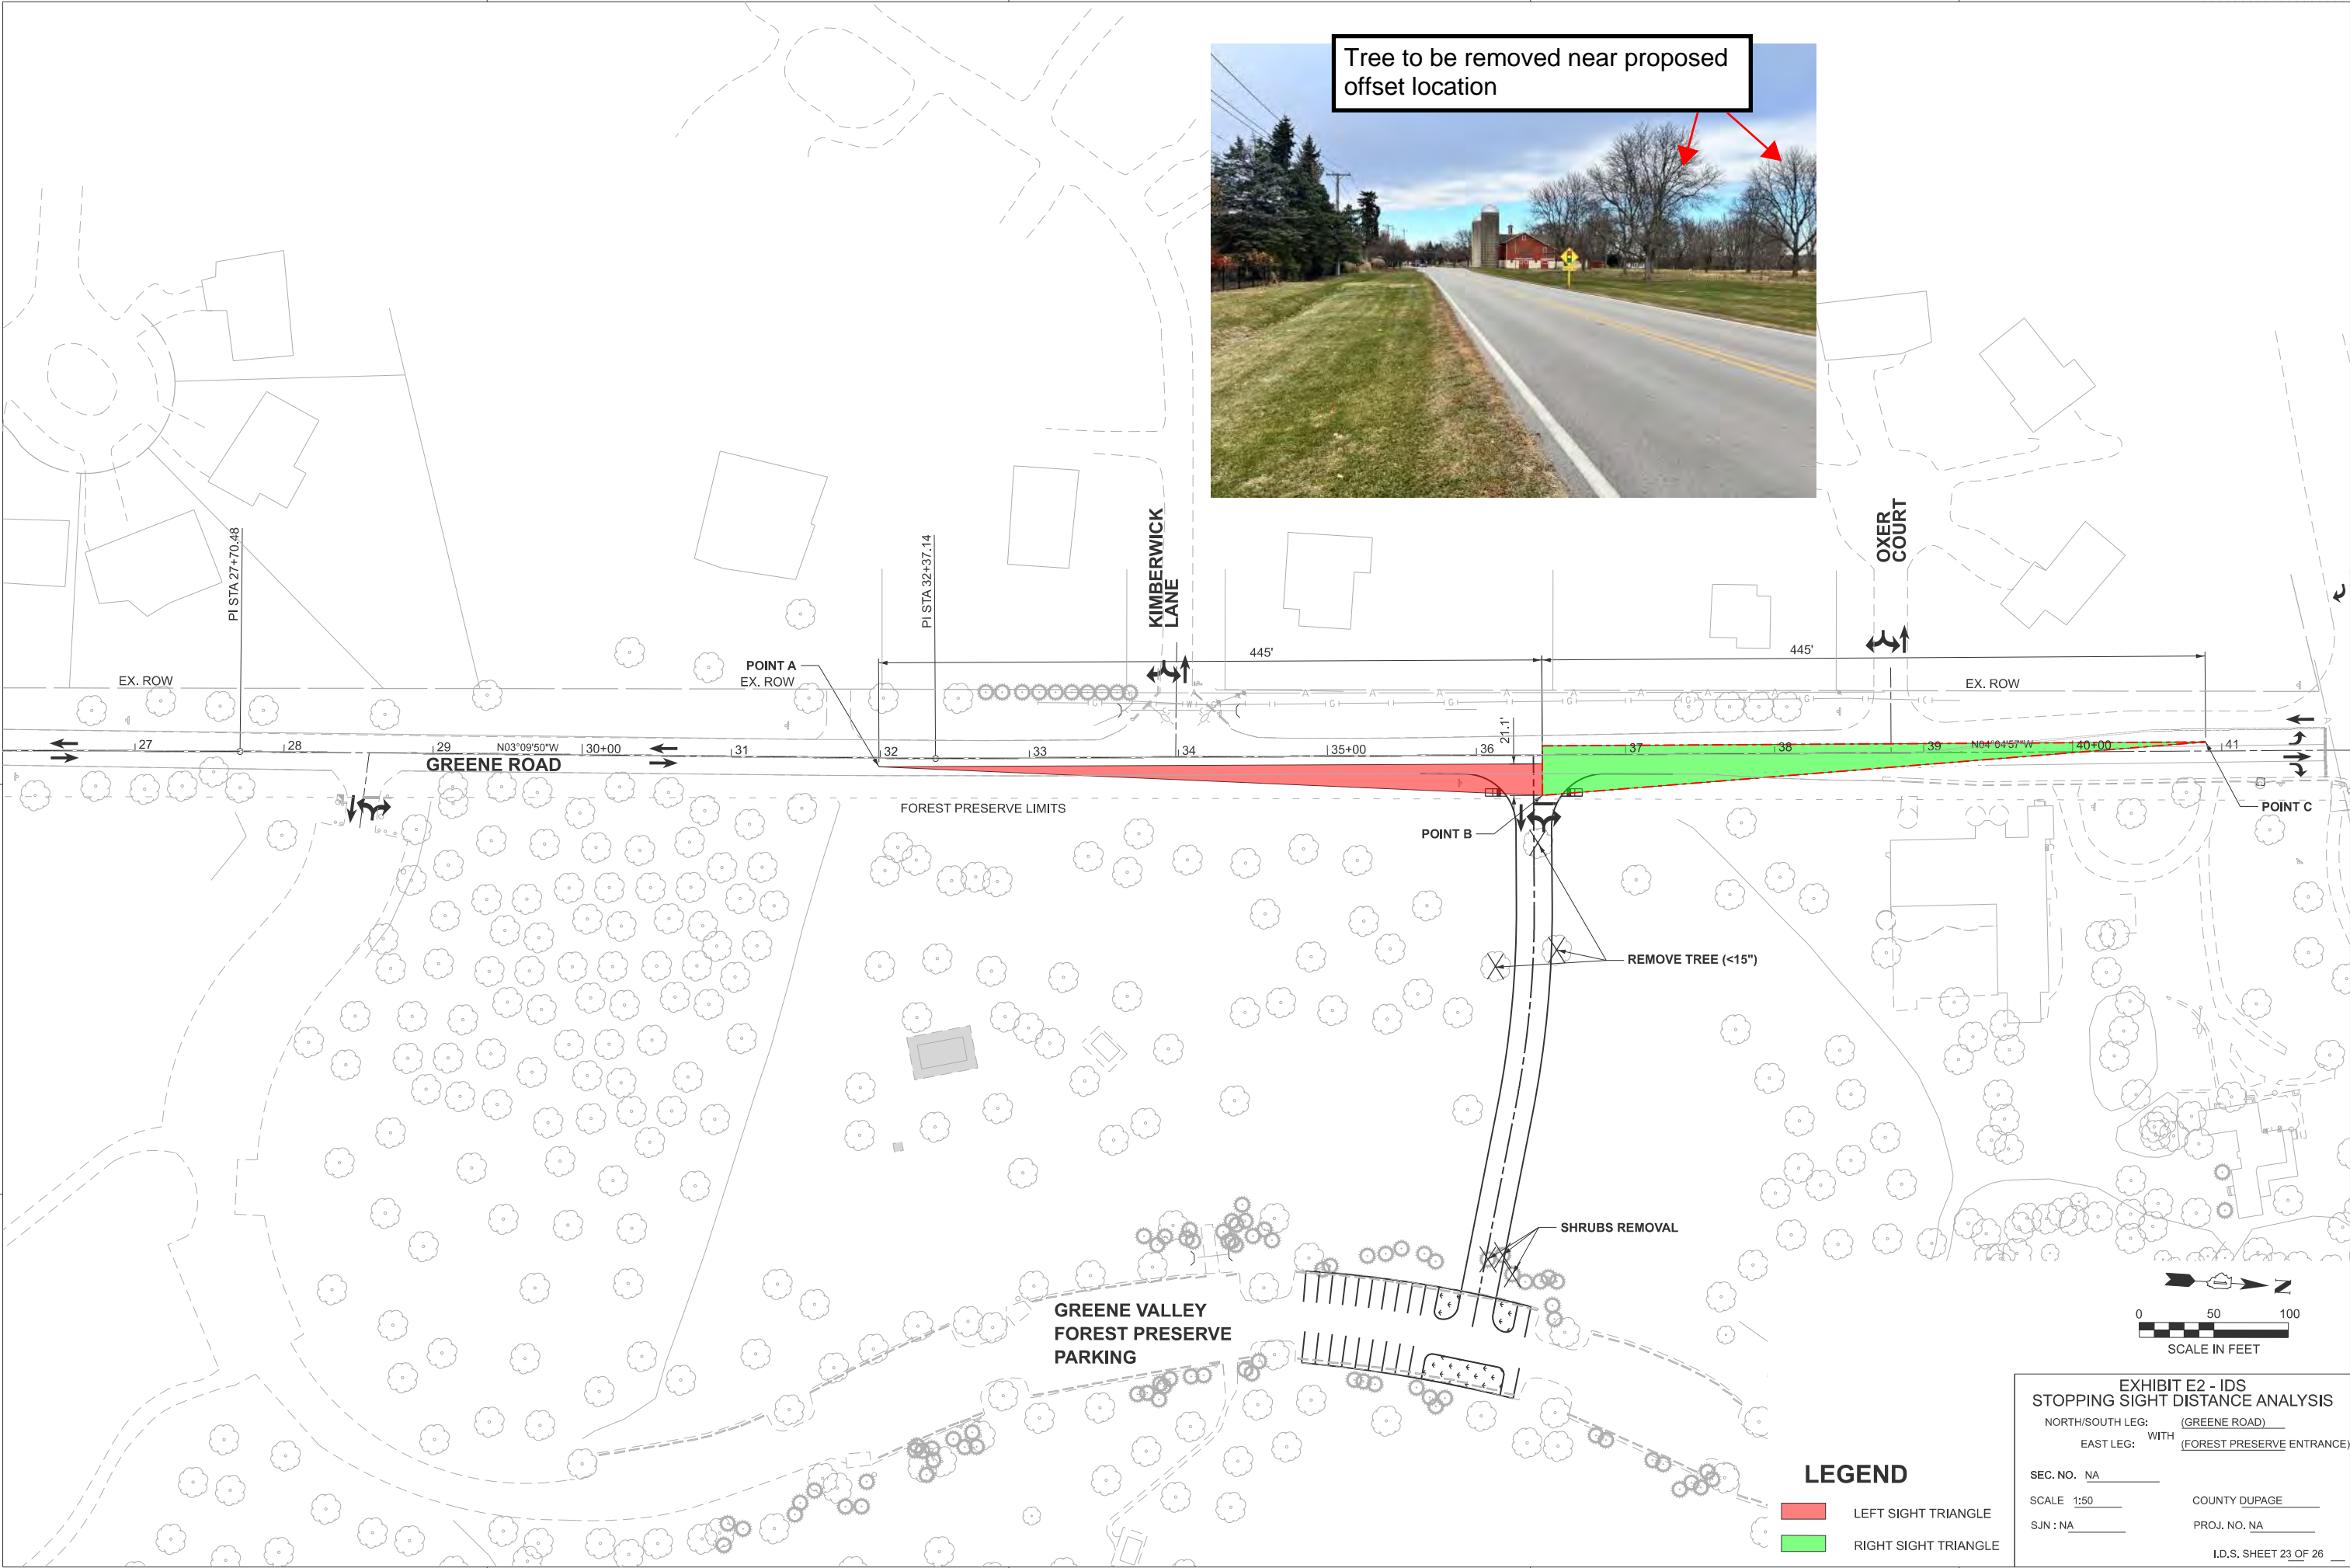 Tree to be removed near proposed
offset location
PI STA 27+70.48
PI STA 32+37.14
KIMBERWICK
LANE
OXER
COURT
POINT A
EX. ROW
EX. ROW
EX. ROW
445'
445'
21.1'
27
28
29
N03°09'50"W
30+00
31
32
33
34
35+00
36
37
38
39
N04°04'57"W
40+00
41
GREENE ROAD
FOREST PRESERVE LIMITS
POINT B
POINT C
REMOVE TREE (<15")
SHRUBS REMOVAL
GREENE VALLEY
FOREST PRESERVE
PARKING
N
0 50 100
SCALE IN FEET
LEGEND
LEFT SIGHT TRIANGLE
RIGHT SIGHT TRIANGLE
EXHIBIT E2 - IDS
STOPPING SIGHT DISTANCE ANALYSIS
NORTH/SOUTH LEG: (GREENE ROAD)
WITH
EAST LEG: (FOREST PRESERVE ENTRANCE)
SEC. NO. NA
SCALE 1:50 COUNTY DUPAGE
SJN : NA PROJ. NO. NA
I.D.S. SHEET 23 OF 26